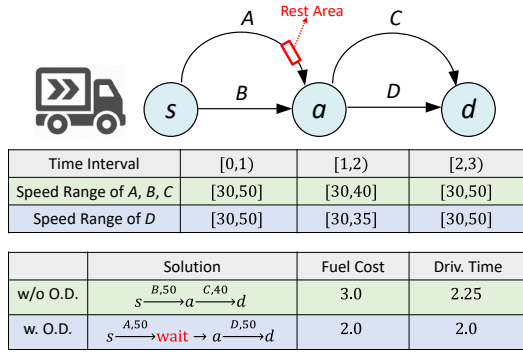 Rest Area
A
C
s
B
a
D
d
Time Interval [0,1) [1,2) [2,3)
Speed Range of A, B, C [30,50] [30,40] [30,50]
Speed Range of D [30,50] [30,35] [30,50]
Solution Fuel Cost Driv. Time
w/o O.D. s B,50 a C,40 d 3.0 2.25
w. O.D. s A,50 wait → a D,50 d 2.0 2.0